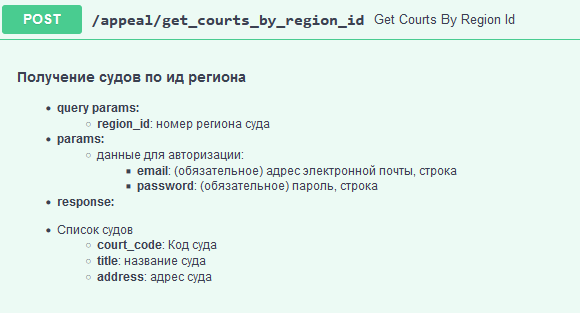 POST /appeal/get_courts_by_region_id Get Courts By Region Id
Получение судов по ид региона
query params:
region_id: номер региона суда
params:
данные для авторизации:
email: (обязательное) адрес электронной почты, строка
password: (обязательное) пароль, строка
response:
Список судов
court_code: Код суда
title: название суда
address: адрес суда